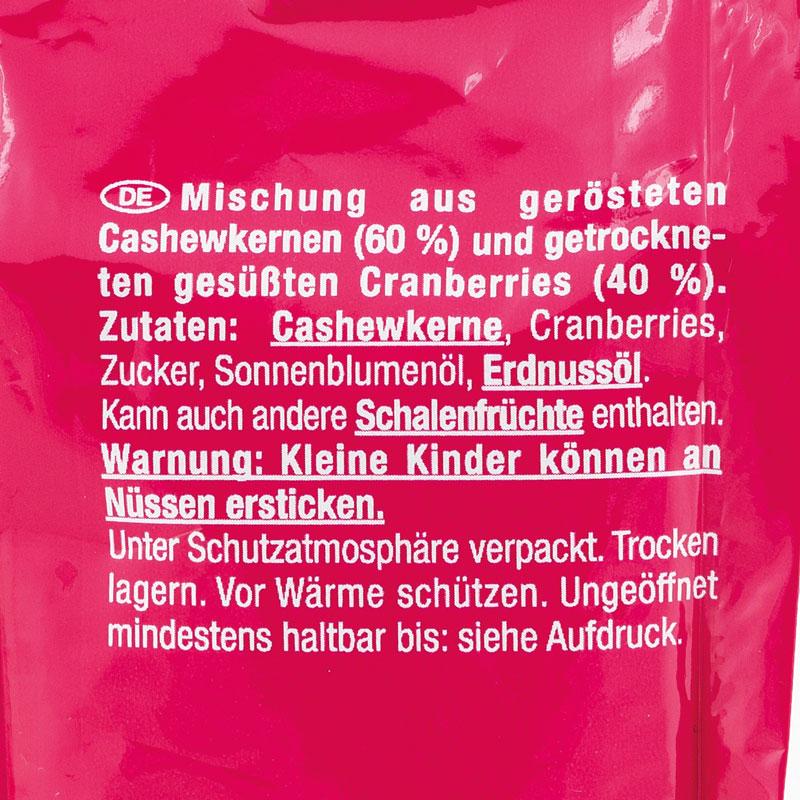 DE Mischung aus gerösteten
Cashewkernen (60 %) und getrockne-
ten gesüßten Cranberries (40 %).
Zutaten: Cashewkerne, Cranberries,
Zucker, Sonnenblumenöl, Erdnussöl.
Kann auch andere Schalenfrüchte enthalten.
Warnung: Kleine Kinder können an
Nüssen ersticken.
Unter Schutzatmosphäre verpackt. Trocken
lagern. Vor Wärme schützen. Ungeöffnet
mindestens haltbar bis: siehe Aufdruck.